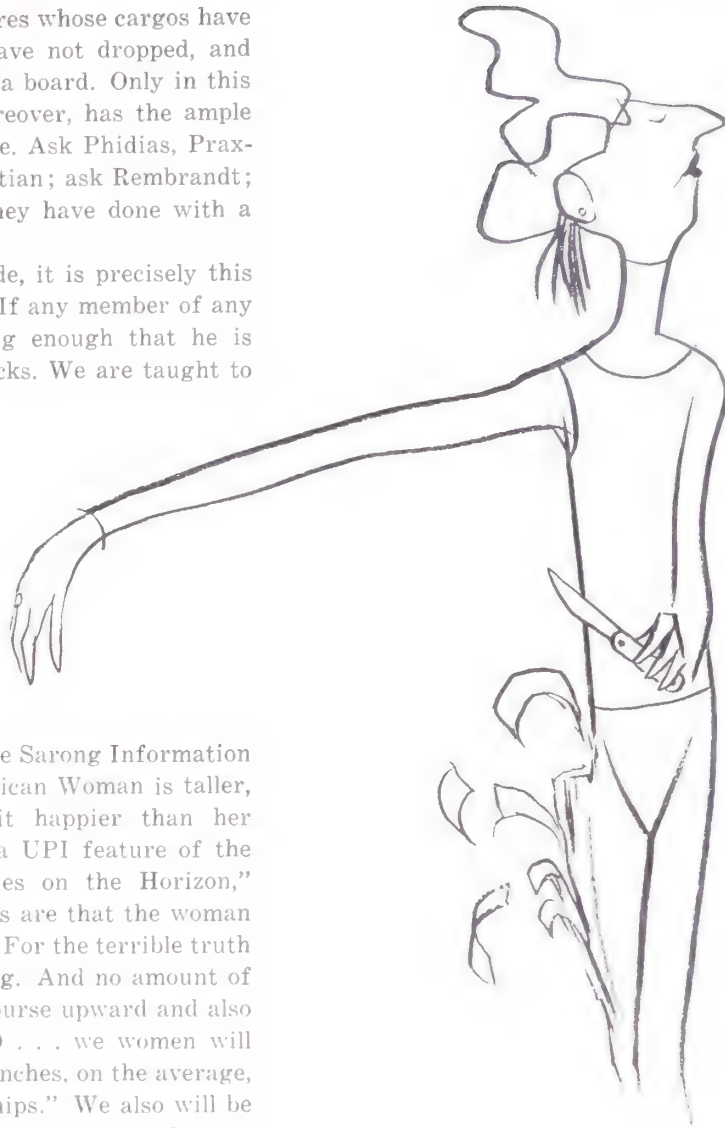 res whose cargos have
ave not dropped, and
a board. Only in this
reover, has the ample
e. Ask Phidias, Prax-
tian; ask Rembrandt;
hey have done with a
de, it is precisely this
If any member of any
g enough that he is
cks. We are taught to
e Sarong Information
ican Woman is taller,
it happier than her
a UPI feature of the
es on the Horizon,"
s are that the woman
For the terrible truth
g. And no amount of
ourse upward and also
) . . . we women will
nches, on the average,
hips." We also will be